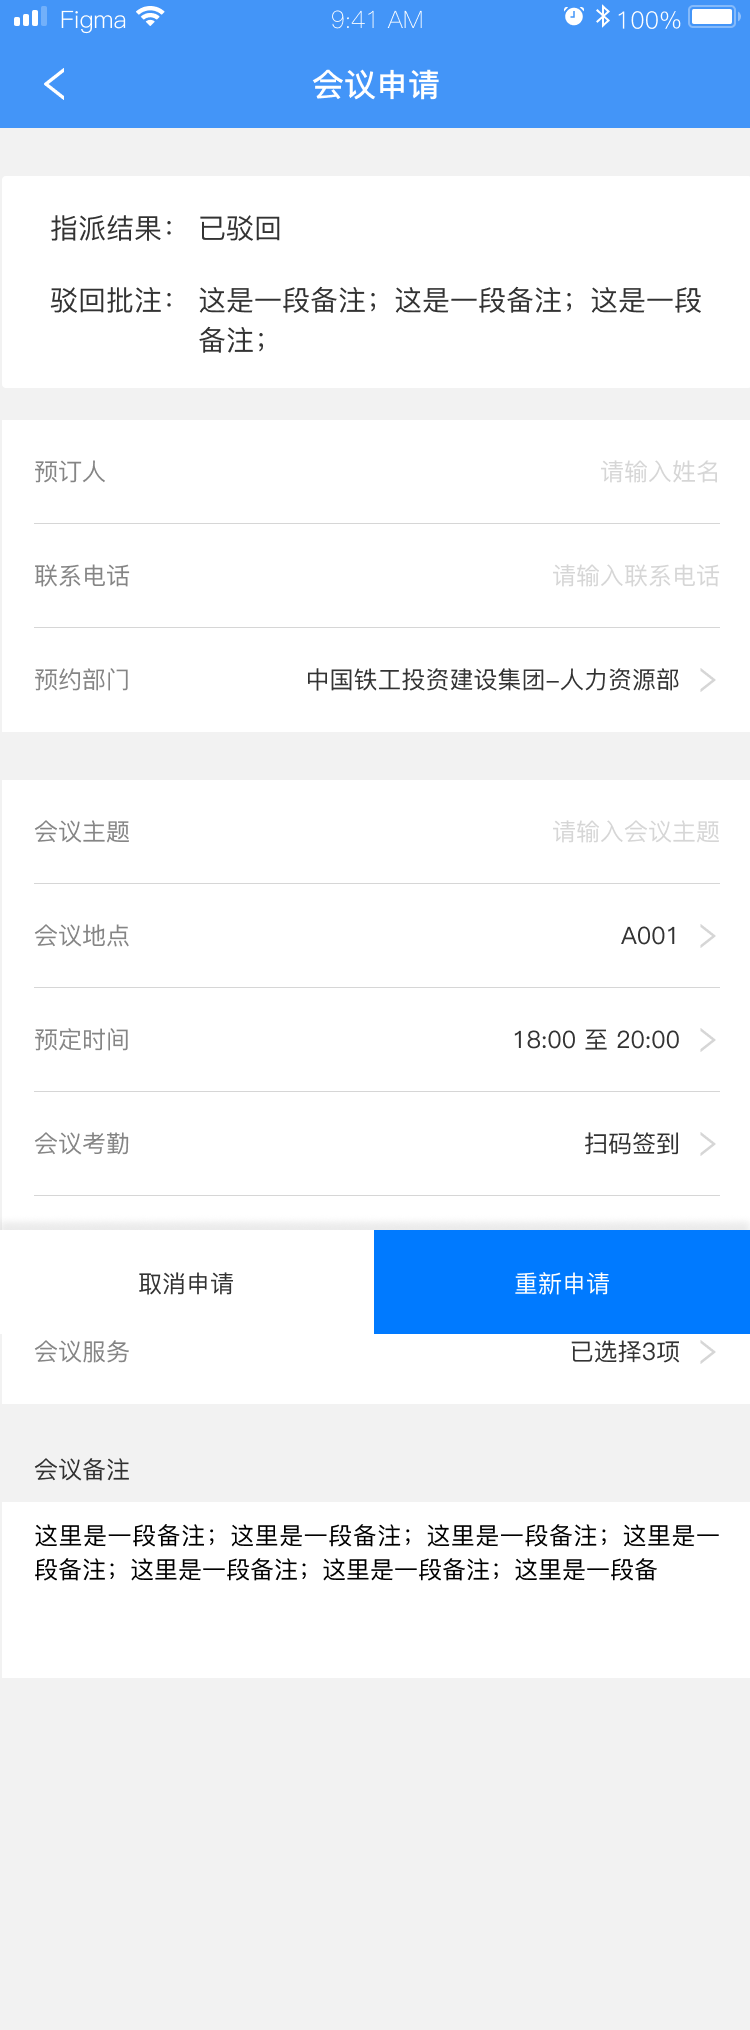 Figma 9:41 AM 100%
会议申请
指派结果： 已驳回
驳回批注： 这是一段备注；这是一段备注；这是一段
备注；
预订人 请输入姓名
联系电话 请输入联系电话
预约部门 中国铁工投资建设集团-人力资源部
会议主题 请输入会议主题
会议地点 A001
预定时间 18:00 至 20:00
会议考勤 扫码签到
取消申请 重新申请
会议服务 已选择3项
会议备注
这里是一段备注；这里是一段备注；这里是一段备注；这里是一
段备注；这里是一段备注；这里是一段备注；这里是一段备